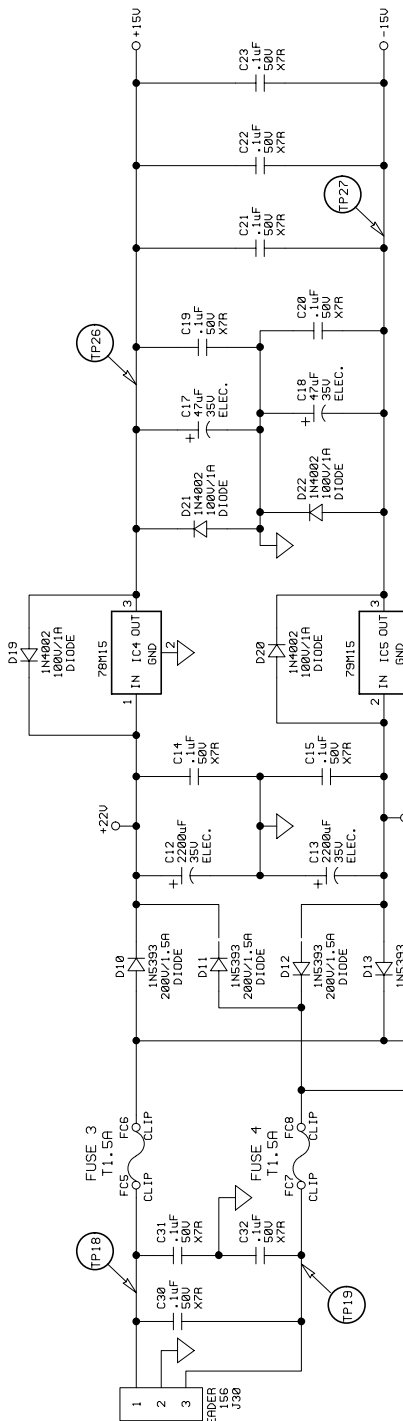 1
2
3
EADER
156
J30
TP18
C30
.1uF
50V
X7R
C31
.1uF
50V
X7R
C32
.1uF
50V
X7R
TP19
FUSE 3
T1.5A
FC5
CLIP
FC6
CLIP
FUSE 4
T1.5A
FC7
CLIP
FC8
CLIP
D10
1N5393
200V/1.5A
DIODE
D11
1N5393
200V/1.5A
DIODE
D12
1N5393
200V/1.5A
DIODE
D13
1N5393
+22V
C12
2200uF
35V
ELEC.
+
C13
2200uF
35V
ELEC.
+
C14
.1uF
50V
X7R
C15
.1uF
50V
X7R
D19
1N4002
100V/1A
DIODE
78M15
1
IN IC4 OUT
3
GND
2
D20
1N4002
100V/1A
DIODE
79M15
2
IN IC5 OUT
3
GND
D21
1N4002
100V/1A
DIODE
D22
1N4002
100V/1A
DIODE
C17
47uF
35V
ELEC.
+
C18
47uF
35V
ELEC.
+
TP26
C19
.1uF
50V
X7R
C20
.1uF
50V
X7R
C21
.1uF
50V
X7R
TP27
C22
.1uF
50V
X7R
C23
.1uF
50V
X7R
+15V
-15V